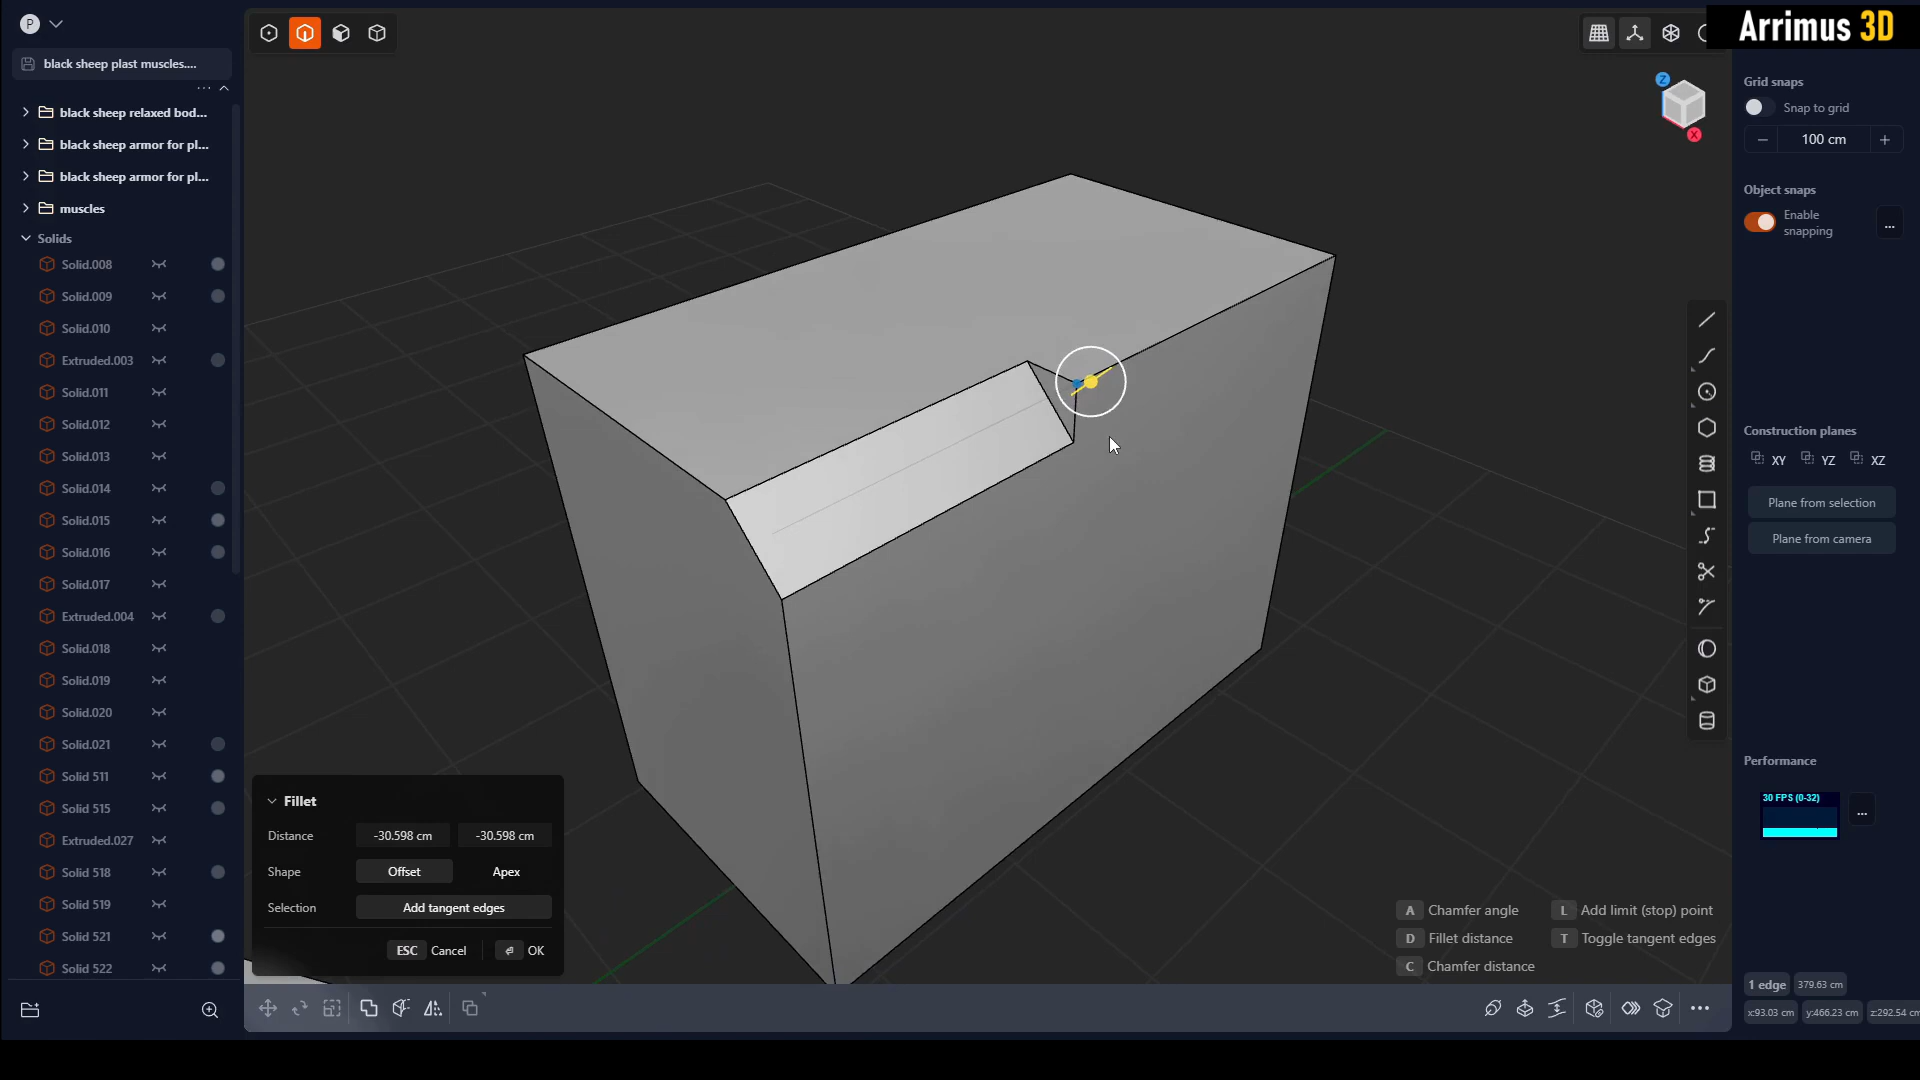 P
Arrimus 3D
black sheep plast muscles....
black sheep relaxed bod...
black sheep armor for pl...
black sheep armor for pl...
muscles
Solids
Solid.008
Solid.009
Solid.010
Extruded.003
Solid.011
Solid.012
Solid.013
Solid.014
Solid.015
Solid.016
Solid.017
Extruded.004
Solid.018
Solid.019
Solid.020
Solid.021
Solid 511
Solid 515
Extruded.027
Solid 518
Solid 519
Solid 521
Solid 522
Z
X
Fillet
Distance -30.598 cm -30.598 cm
Shape Offset Apex
Selection Add tangent edges
ESC Cancel OK
A Chamfer angle L Add limit (stop) point
D Fillet distance T Toggle tangent edges
C Chamfer distance
Grid snaps
Snap to grid
100 cm
Object snaps
Enable
snapping
...
Construction planes
XY YZ XZ
Plane from selection
Plane from camera
Performance
30 FPS (0-32)
...
1 edge 379.63 cm
x:93.03 cm y:466.23 cm z:292.54 cm